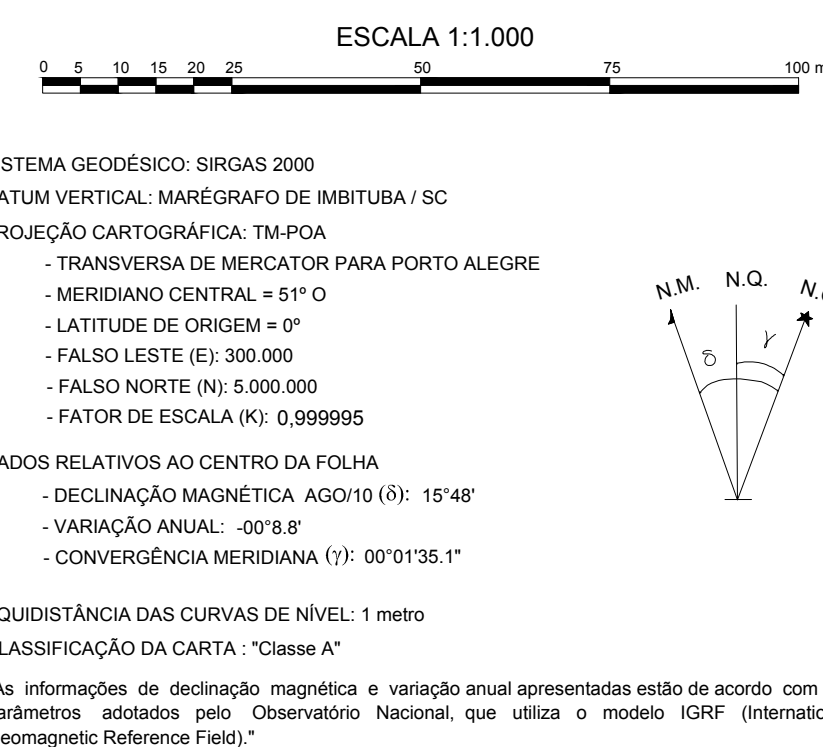 ESCALA 1:1.000
0 5 10 15 20 25 50 75 100 m
ISTEMA GEODÉSICO: SIRGAS 2000
ATUM VERTICAL: MARÉGRAFO DE IMBITUBA / SC
ROJEÇÃO CARTOGRÁFICA: TM-POA
- TRANSVERSA DE MERCATOR PARA PORTO ALEGRE
- MERIDIANO CENTRAL = 51º O
- LATITUDE DE ORIGEM = 0º
- FALSO LESTE (E): 300.000
- FALSO NORTE (N): 5.000.000
- FATOR DE ESCALA (K): 0,999995
N.M. N.Q. N.
δ γ
ADOS RELATIVOS AO CENTRO DA FOLHA
- DECLINAÇÃO MAGNÉTICA AGO/10 (δ): 15°48'
- VARIAÇÃO ANUAL: -00°8.8'
- CONVERGÊNCIA MERIDIANA (γ): 00°01'35.1"
QUIDISTÂNCIA DAS CURVAS DE NÍVEL: 1 metro
LASSIFICAÇÃO DA CARTA : "Classe A"
As informações de declinação magnética e variação anual apresentadas estão de acordo com
arâmetros adotados pelo Observatório Nacional, que utiliza o modelo IGRF (Internatio
eomagnetic Reference Field)."